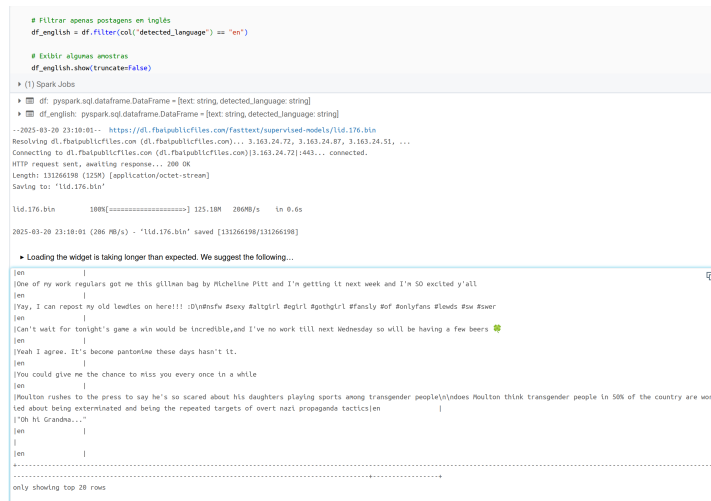 # Filtrar apenas postagens em inglês
df_english = df.filter(col("detected_language") == "en")
# Exibir algumas amostras
df_english.show(truncate=False)
(1) Spark Jobs
df: pyspark.sql.dataframe.DataFrame = [text: string, detected_language: string]
df_english: pyspark.sql.dataframe.DataFrame = [text: string, detected_language: string]
--2025-03-20 23:10:01-- https://dl.fbaipublicfiles.com/fasttext/supervised-models/lid.176.bin
Resolving dl.fbaipublicfiles.com (dl.fbaipublicfiles.com)... 3.163.24.72, 3.163.24.87, 3.163.24.51, ...
Connecting to dl.fbaipublicfiles.com (dl.fbaipublicfiles.com)|3.163.24.72|:443... connected.
HTTP request sent, awaiting response... 200 OK
Length: 131266198 (125M) [application/octet-stream]
Saving to: ‘lid.176.bin’
lid.176.bin 100%[===================>] 125.18M 206MB/s in 0.6s
2025-03-20 23:10:01 (206 MB/s) - ‘lid.176.bin’ saved [131266198/131266198]
Loading the widget is taking longer than expected. We suggest the following…
|en |
|One of my work regulars got me this gillman bag by Micheline Pitt and I'm getting it next week and I'm SO excited y'all
|en |
|Yay, I can repost my old lewdies on here!!! :D\n#nsfw #sexy #altgirl #egirl #gothgirl #fansly #of #onlyfans #lewds #sw #swer
|en |
|Can't wait for tonight's game a win would be incredible,and I've no work till next Wednesday so will be having a few beers 🍀
|en |
|Yeah I agree. It's become pantomime these days hasn't it.
|en |
|You could give me the chance to miss you every once in a while
|en |
|Moulton rushes to the press to say he's so scared about his daughters playing sports among transgender people\n\ndoes Moulton think transgender people in 50% of the country are wor
ied about being exterminated and being the repeated targets of overt nazi propaganda tactics|en |
|"Oh hi Grandma..."
|en |
|
|en |
only showing top 20 rows